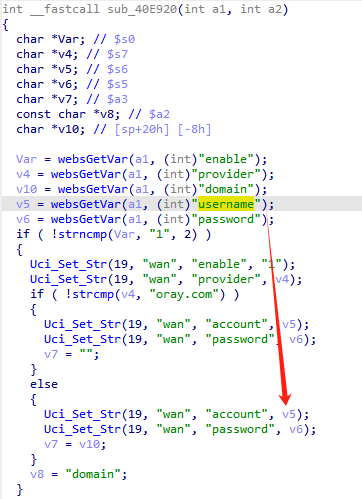 int __fastcall sub_40E920(int a1, int a2)
{
char *Var; // $s0
char *v4; // $s7
char *v5; // $s6
char *v6; // $s5
char *v7; // $a3
const char *v8; // $a2
char *v10; // [sp+20h] [-8h]
Var = websGetVar(a1, (int)"enable");
v4 = websGetVar(a1, (int)"provider");
v10 = websGetVar(a1, (int)"domain");
v5 = websGetVar(a1, (int)"username");
v6 = websGetVar(a1, (int)"password");
if ( !strncmp(Var, "1", 2) )
{
Uci_Set_Str(19, "wan", "enable", "1");
Uci_Set_Str(19, "wan", "provider", v4);
if ( !strcmp(v4, "oray.com") )
{
Uci_Set_Str(19, "wan", "account", v5);
Uci_Set_Str(19, "wan", "password", v6);
v7 = "";
}
else
{
Uci_Set_Str(19, "wan", "account", v5);
Uci_Set_Str(19, "wan", "password", v6);
v7 = v10;
}
v8 = "domain";
}